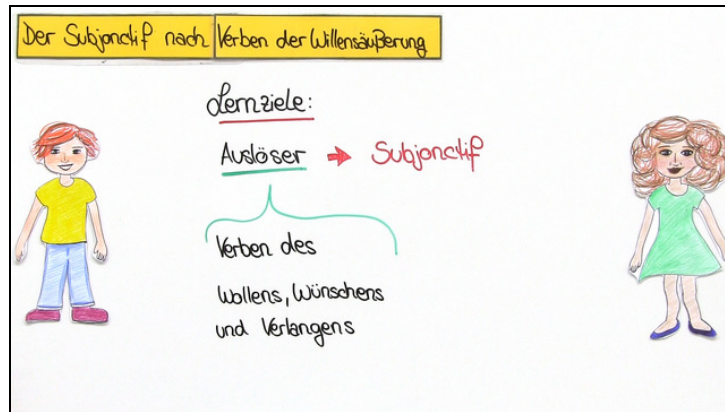 Der Subjonctif nach Verben der Willensäußerung
Lernziele:
Auslöser → Subjonctif
Verben des
Wollens, Wünschens
und Verlangens